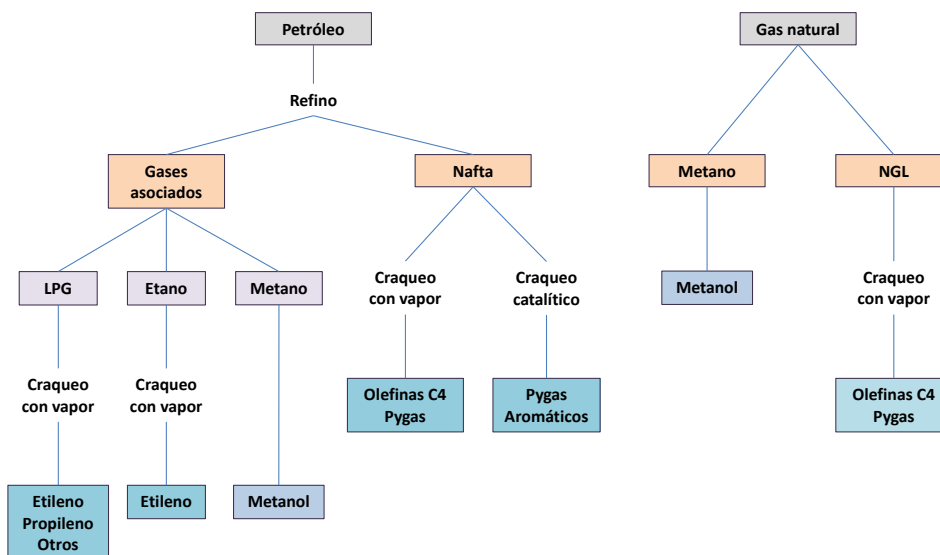 Petróleo
Gas natural
Refino
Gases
asociados
Nafta
Metano
NGL
LPG
Etano
Metano
Craqueo
con vapor
Craqueo
catalítico
Metanol
Craqueo
con vapor
Craqueo
con vapor
Craqueo
con vapor
Olefinas C4
Pygas
Pygas
Aromáticos
Olefinas C4
Pygas
Etileno
Propileno
Otros
Etileno
Metanol